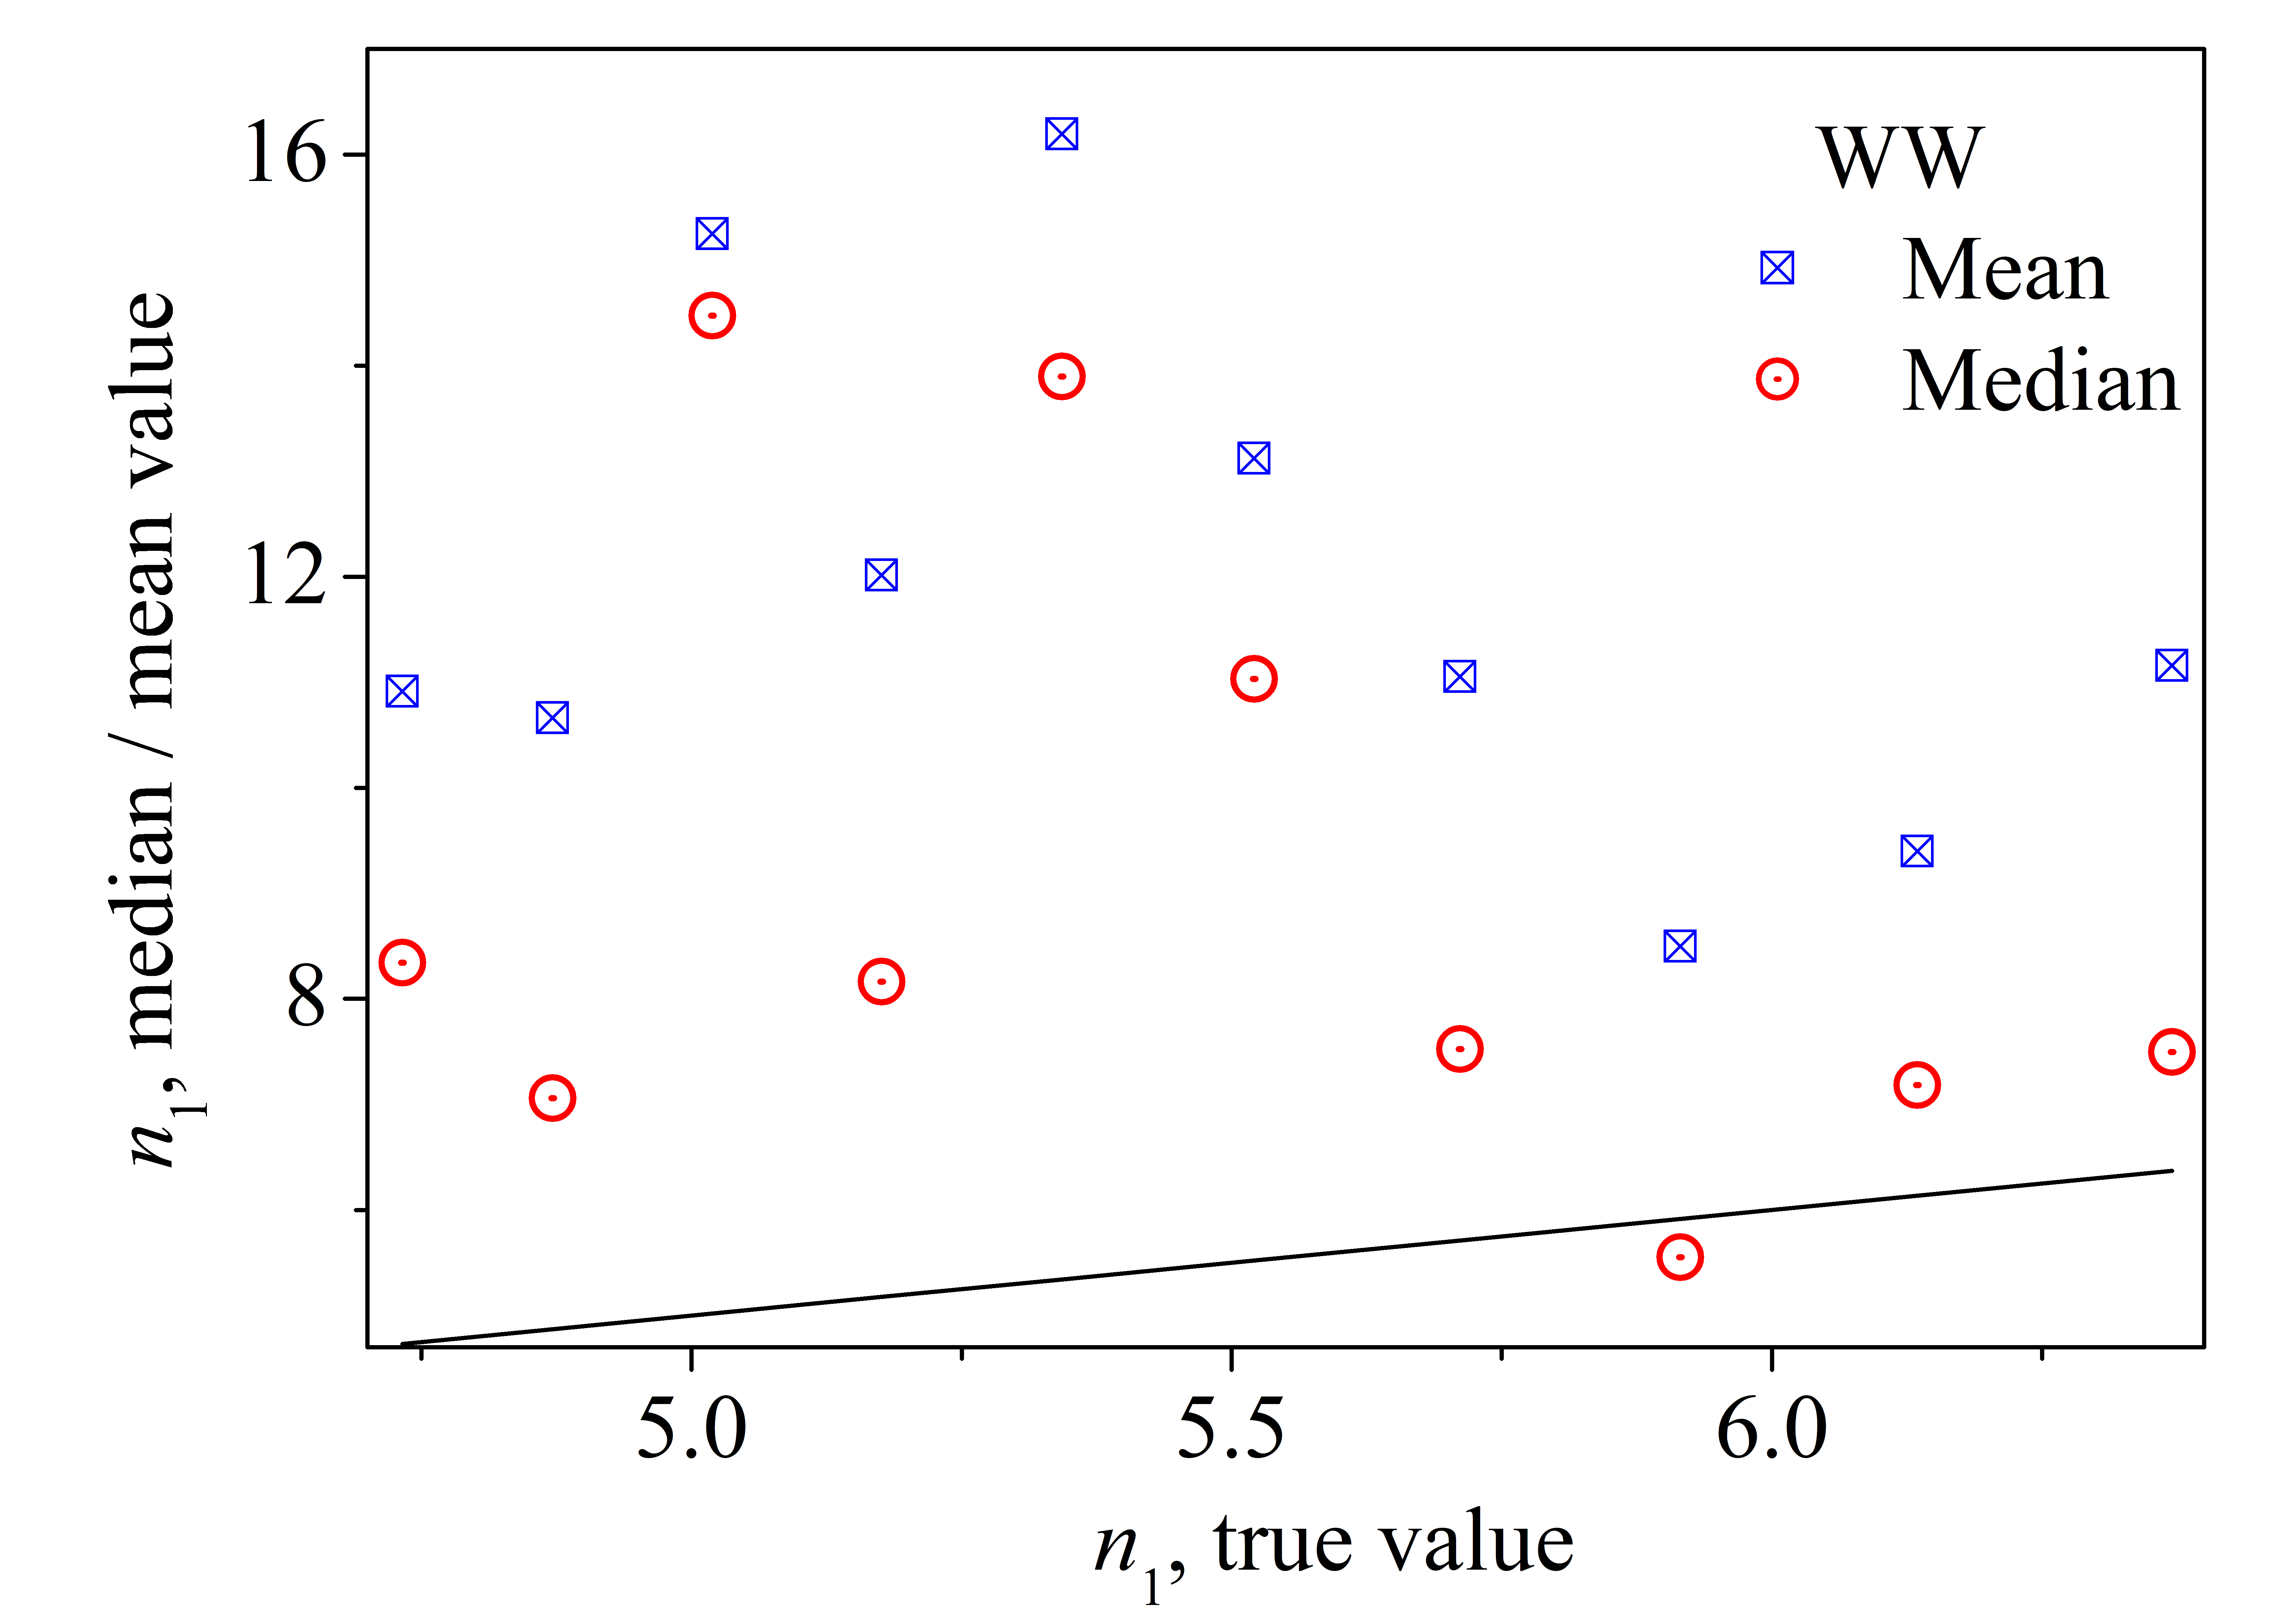 16
12
8
n1, median / mean value
WW
Mean
Median
5.0
5.5
6.0
n1, true value